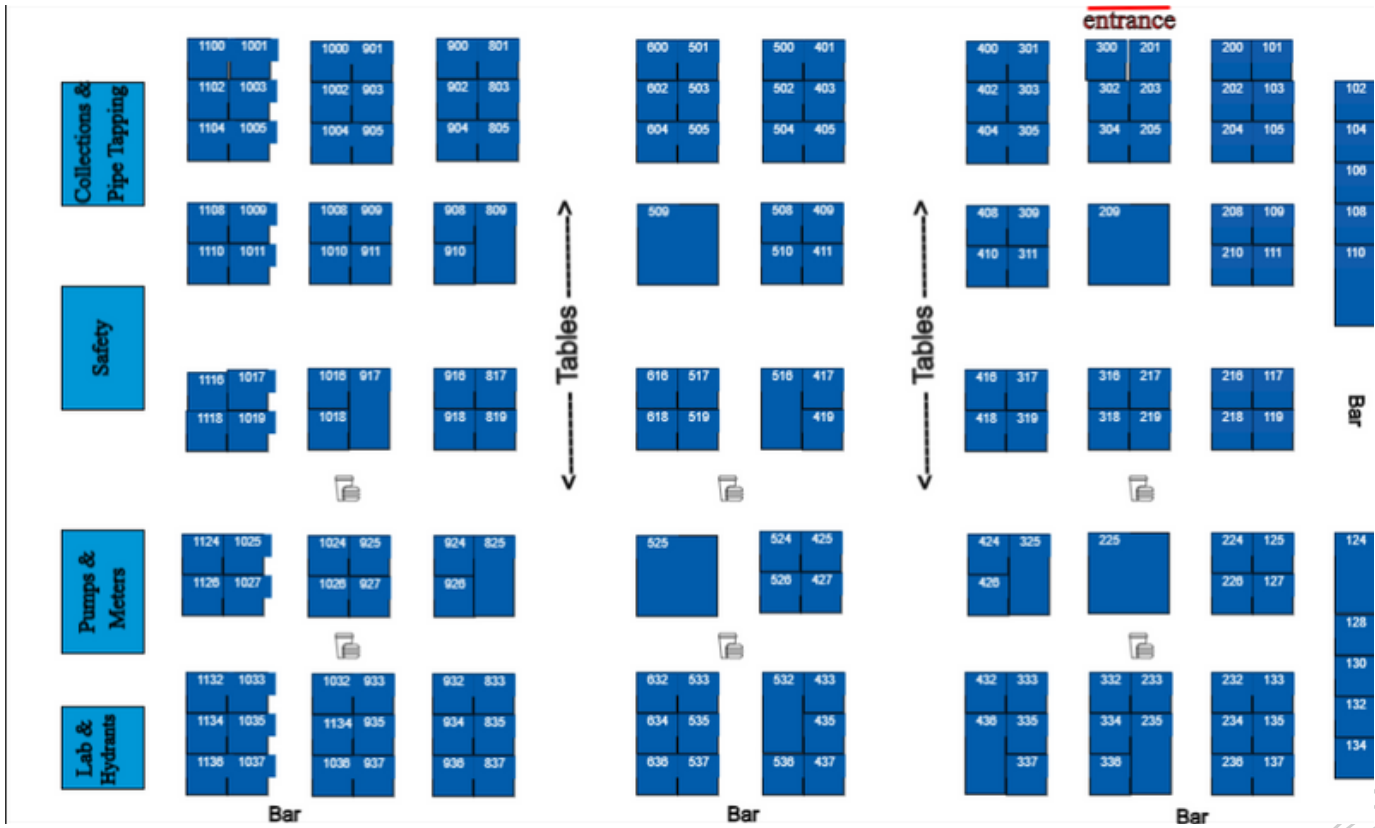 entrance
1100 1001 1000 901 900 801 600 501 500 401 400 301 300 201 200 101
1102 1003 1002 903 902 803 602 503 502 403 402 303 302 203 202 103 102
1104 1005 1004 905 904 805 604 505 504 405 404 305 304 205 204 105 104
Collections &
Pipe Tapping
106
1108 1009 1008 909 908 809 509 508 409 408 309 209 208 109 108
1110 1011 1010 911 910 510 411 410 311 210 111 110
Safety
Tables
Tables
1116 1017 1016 917 916 817 616 517 516 417 416 317 316 217 216 117
1118 1019 1018 918 819 618 519 419 418 319 318 219 218 119
Bar
Pumps &
Meters
1124 1025 1024 925 924 825 525 524 425 424 325 225 224 125 124
1126 1027 1026 927 926 526 427 426 226 127
128
130
Lab &
Hydrants
1132 1033 1032 933 932 833 632 533 532 433 432 333 332 233 232 133
1134 1035 1134 935 934 835 634 535 435 436 335 334 235 234 135 132
1136 1037 1036 937 936 837 636 537 536 437 337 336 236 137 134
Bar Bar Bar